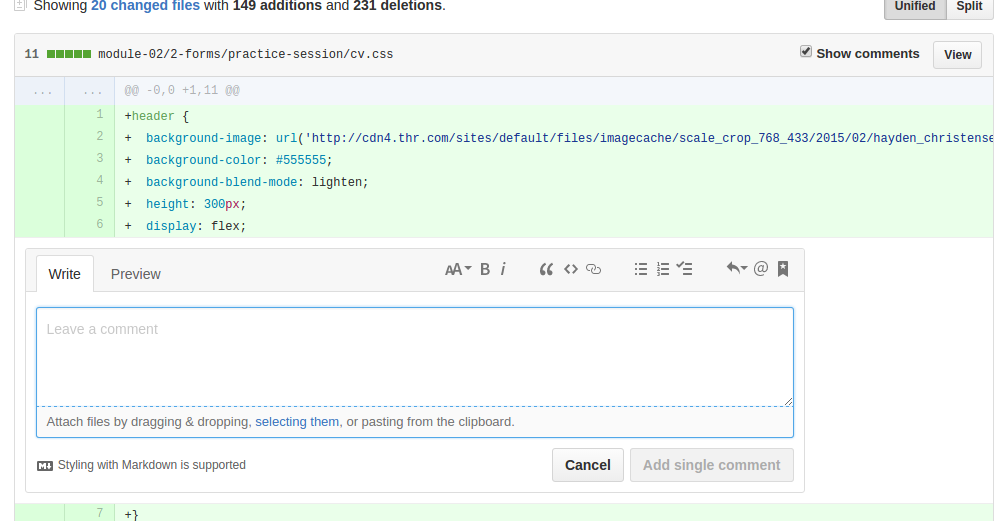 Showing 20 changed files with 149 additions and 231 deletions.
Unified Split
11 module-02/2-forms/practice-session/cv.css Show comments View
... ... @@ -0,0 +1,11 @@
1 +header {
2 + background-image: url('http://cdn4.thr.com/sites/default/files/imagecache/scale_crop_768_433/2015/02/hayden_christense
3 + background-color: #555555;
4 + background-blend-mode: lighten;
5 + height: 300px;
6 + display: flex;
Write Preview AA B i “ <> @
Leave a comment
Attach files by dragging & dropping, selecting them, or pasting from the clipboard.
Styling with Markdown is supported Cancel Add single comment
7 +}